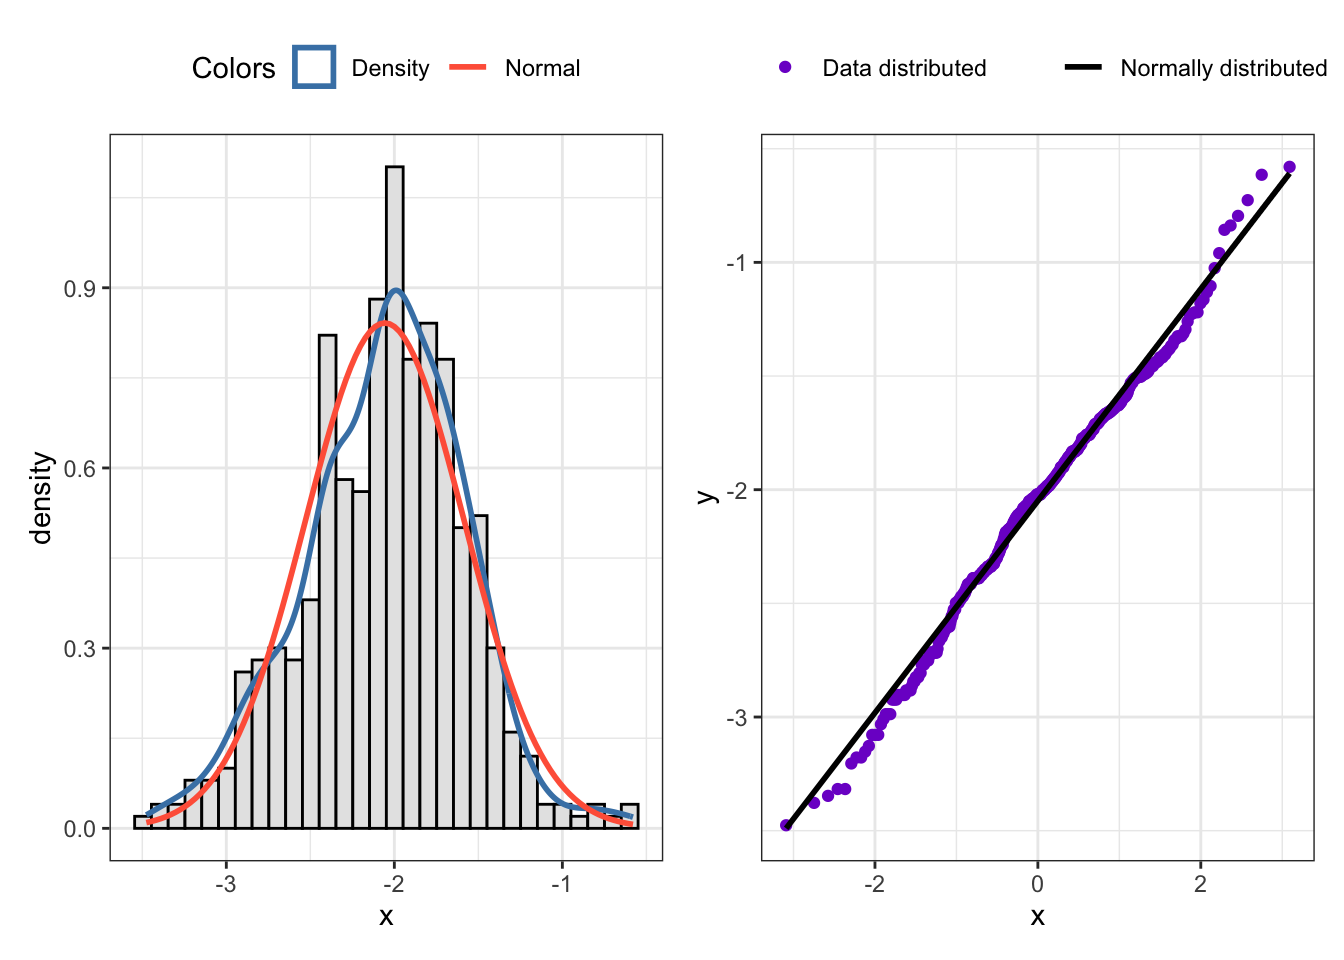 Colors Density Normal
Data distributed Normally distributed
density
0.9
0.6
0.3
0.0
-3 -2 -1
x
y
-1
-2
-3
-2 0 2
x